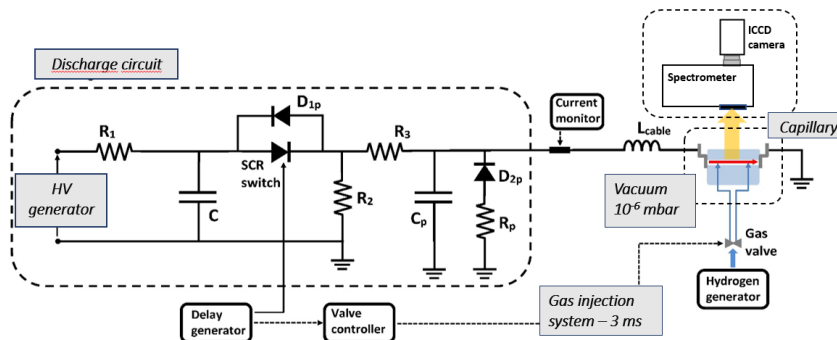 ICCD
camera
Spectrometer
Discharge circuit
D1p
R1
R3
Current
monitor
Lcable
Capillary
SCR
switch
D2p
HV
generator
C
R2
Cp
Rp
Vacuum
10-6 mbar
Gas
valve
Delay
generator
Valve
controller
Gas injection
system – 3 ms
Hydrogen
generator